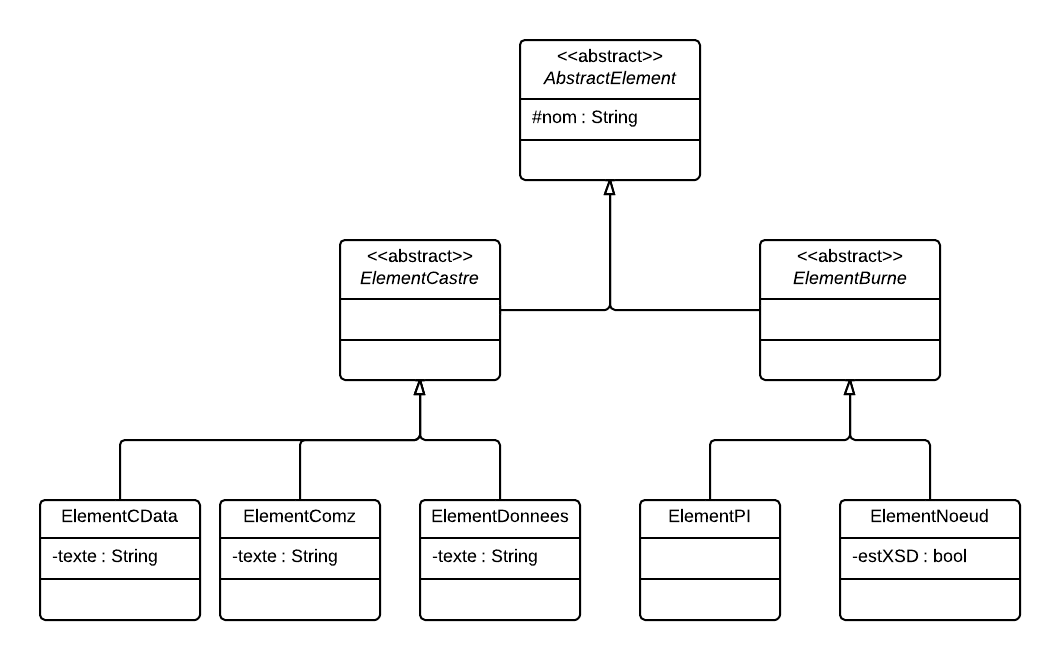 <<abstract>>
AbstractElement
#nom : String
<<abstract>>
ElementCastre
<<abstract>>
ElementBurne
ElementCData
-texte : String
ElementComz
-texte : String
ElementDonnees
-texte : String
ElementPI
ElementNoeud
-estXSD : bool